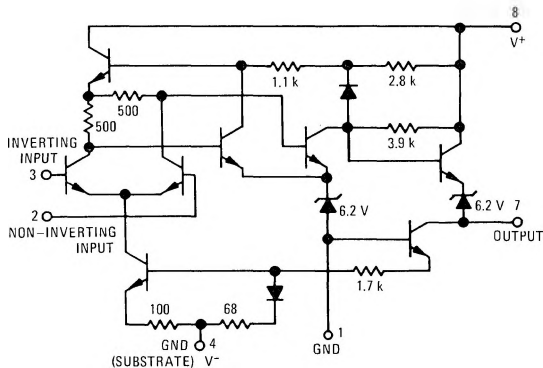 8
V+
1.1 k
2.8 k
500
500
3.9 k
INVERTING
INPUT
3
6.2 V
6.2 V
7
OUTPUT
2
NON-INVERTING
INPUT
1.7 k
100
68
GND
4
(SUBSTRATE) V-
1
GND